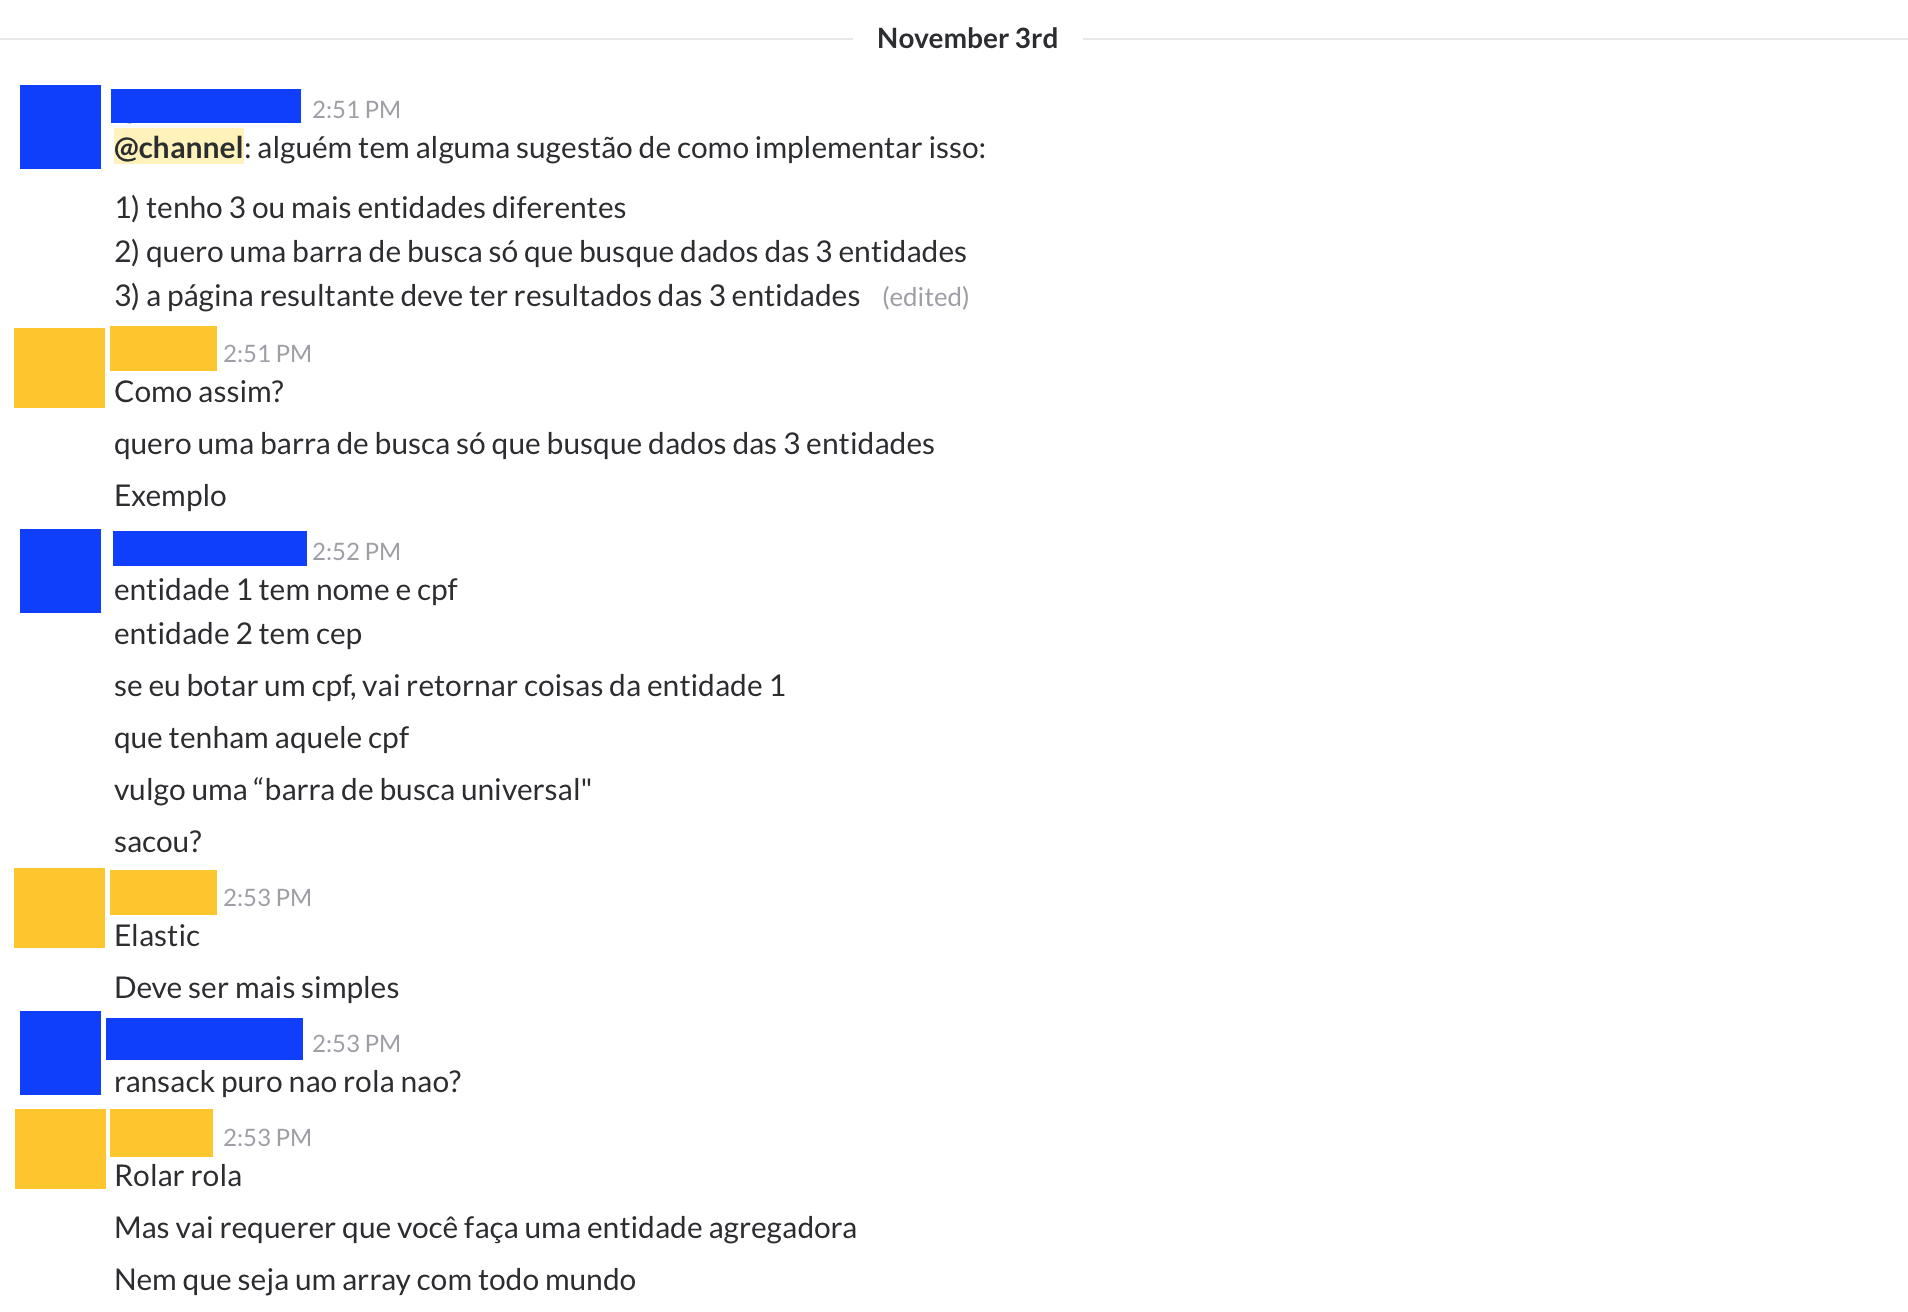 November 3rd
2:51 PM
@channel: alguém tem alguma sugestão de como implementar isso:
1) tenho 3 ou mais entidades diferentes
2) quero uma barra de busca só que busque dados das 3 entidades
3) a página resultante deve ter resultados das 3 entidades (edited)
2:51 PM
Como assim?
quero uma barra de busca só que busque dados das 3 entidades
Exemplo
2:52 PM
entidade 1 tem nome e cpf
entidade 2 tem cep
se eu botar um cpf, vai retornar coisas da entidade 1
que tenham aquele cpf
vulgo uma “barra de busca universal"
sacou?
2:53 PM
Elastic
Deve ser mais simples
2:53 PM
ransack puro nao rola nao?
2:53 PM
Rolar rola
Mas vai requerer que você faça uma entidade agregadora
Nem que seja um array com todo mundo